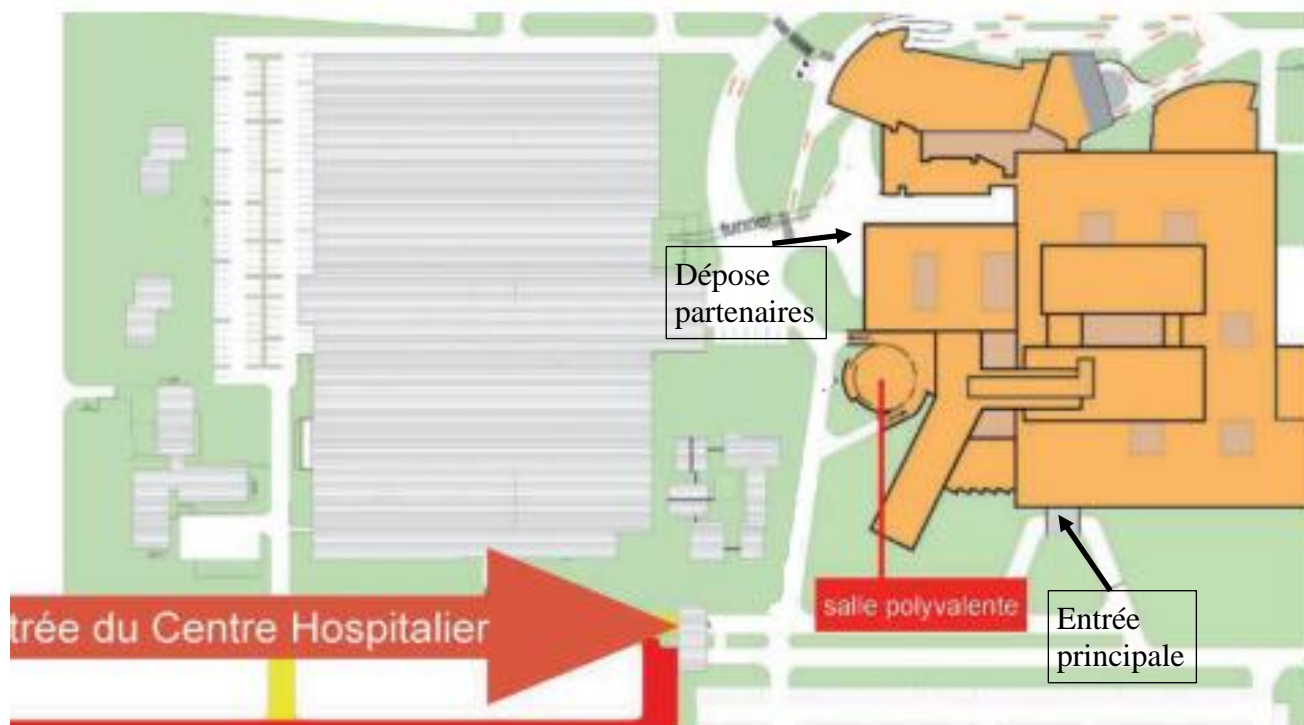 tunnel
Dépose
partenaires
salle polyvalente
trée du Centre Hospitalier
Entrée
principale